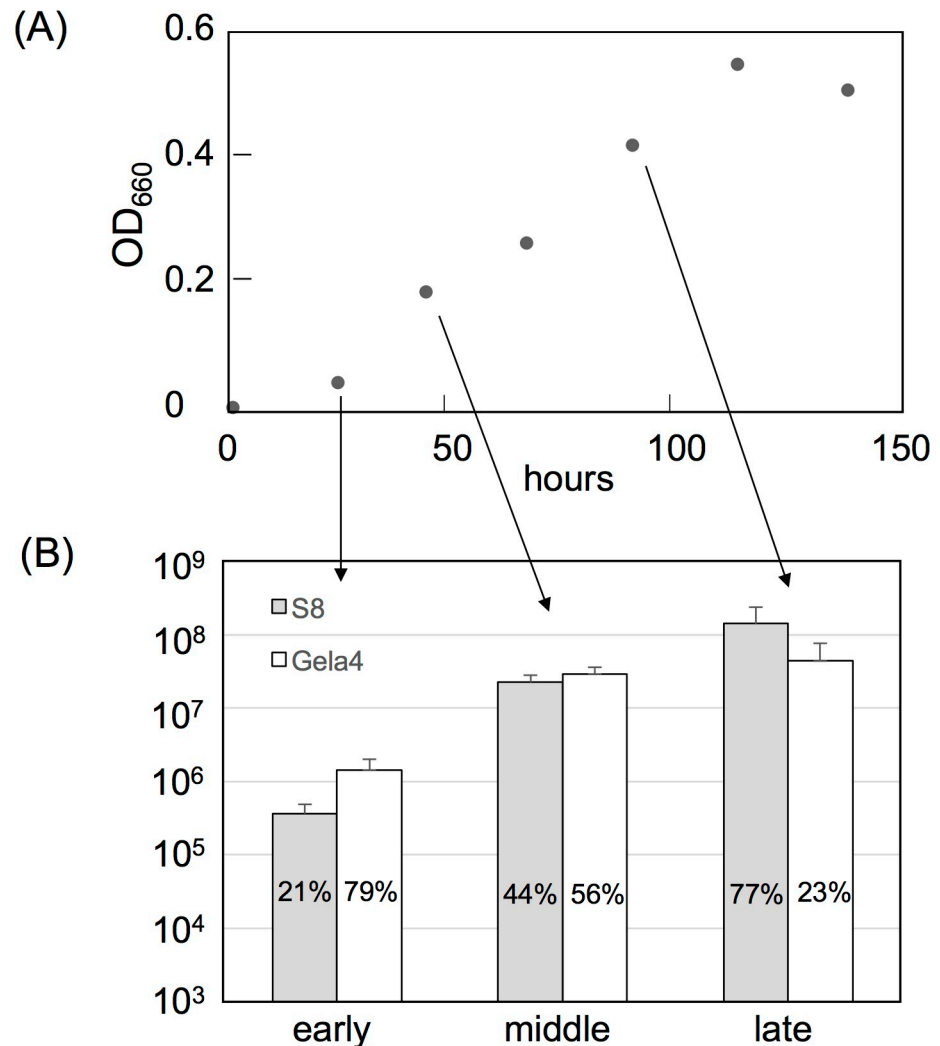 (A)
0.6
0.4
0.2
0
OD₆₆₀
0 50 100 150
hours
(B)
10⁹
10⁸
10⁷
10⁶
10⁵
10⁴
10³
S8
Gela4
21% 79% 44% 56% 77% 23%
early middle late